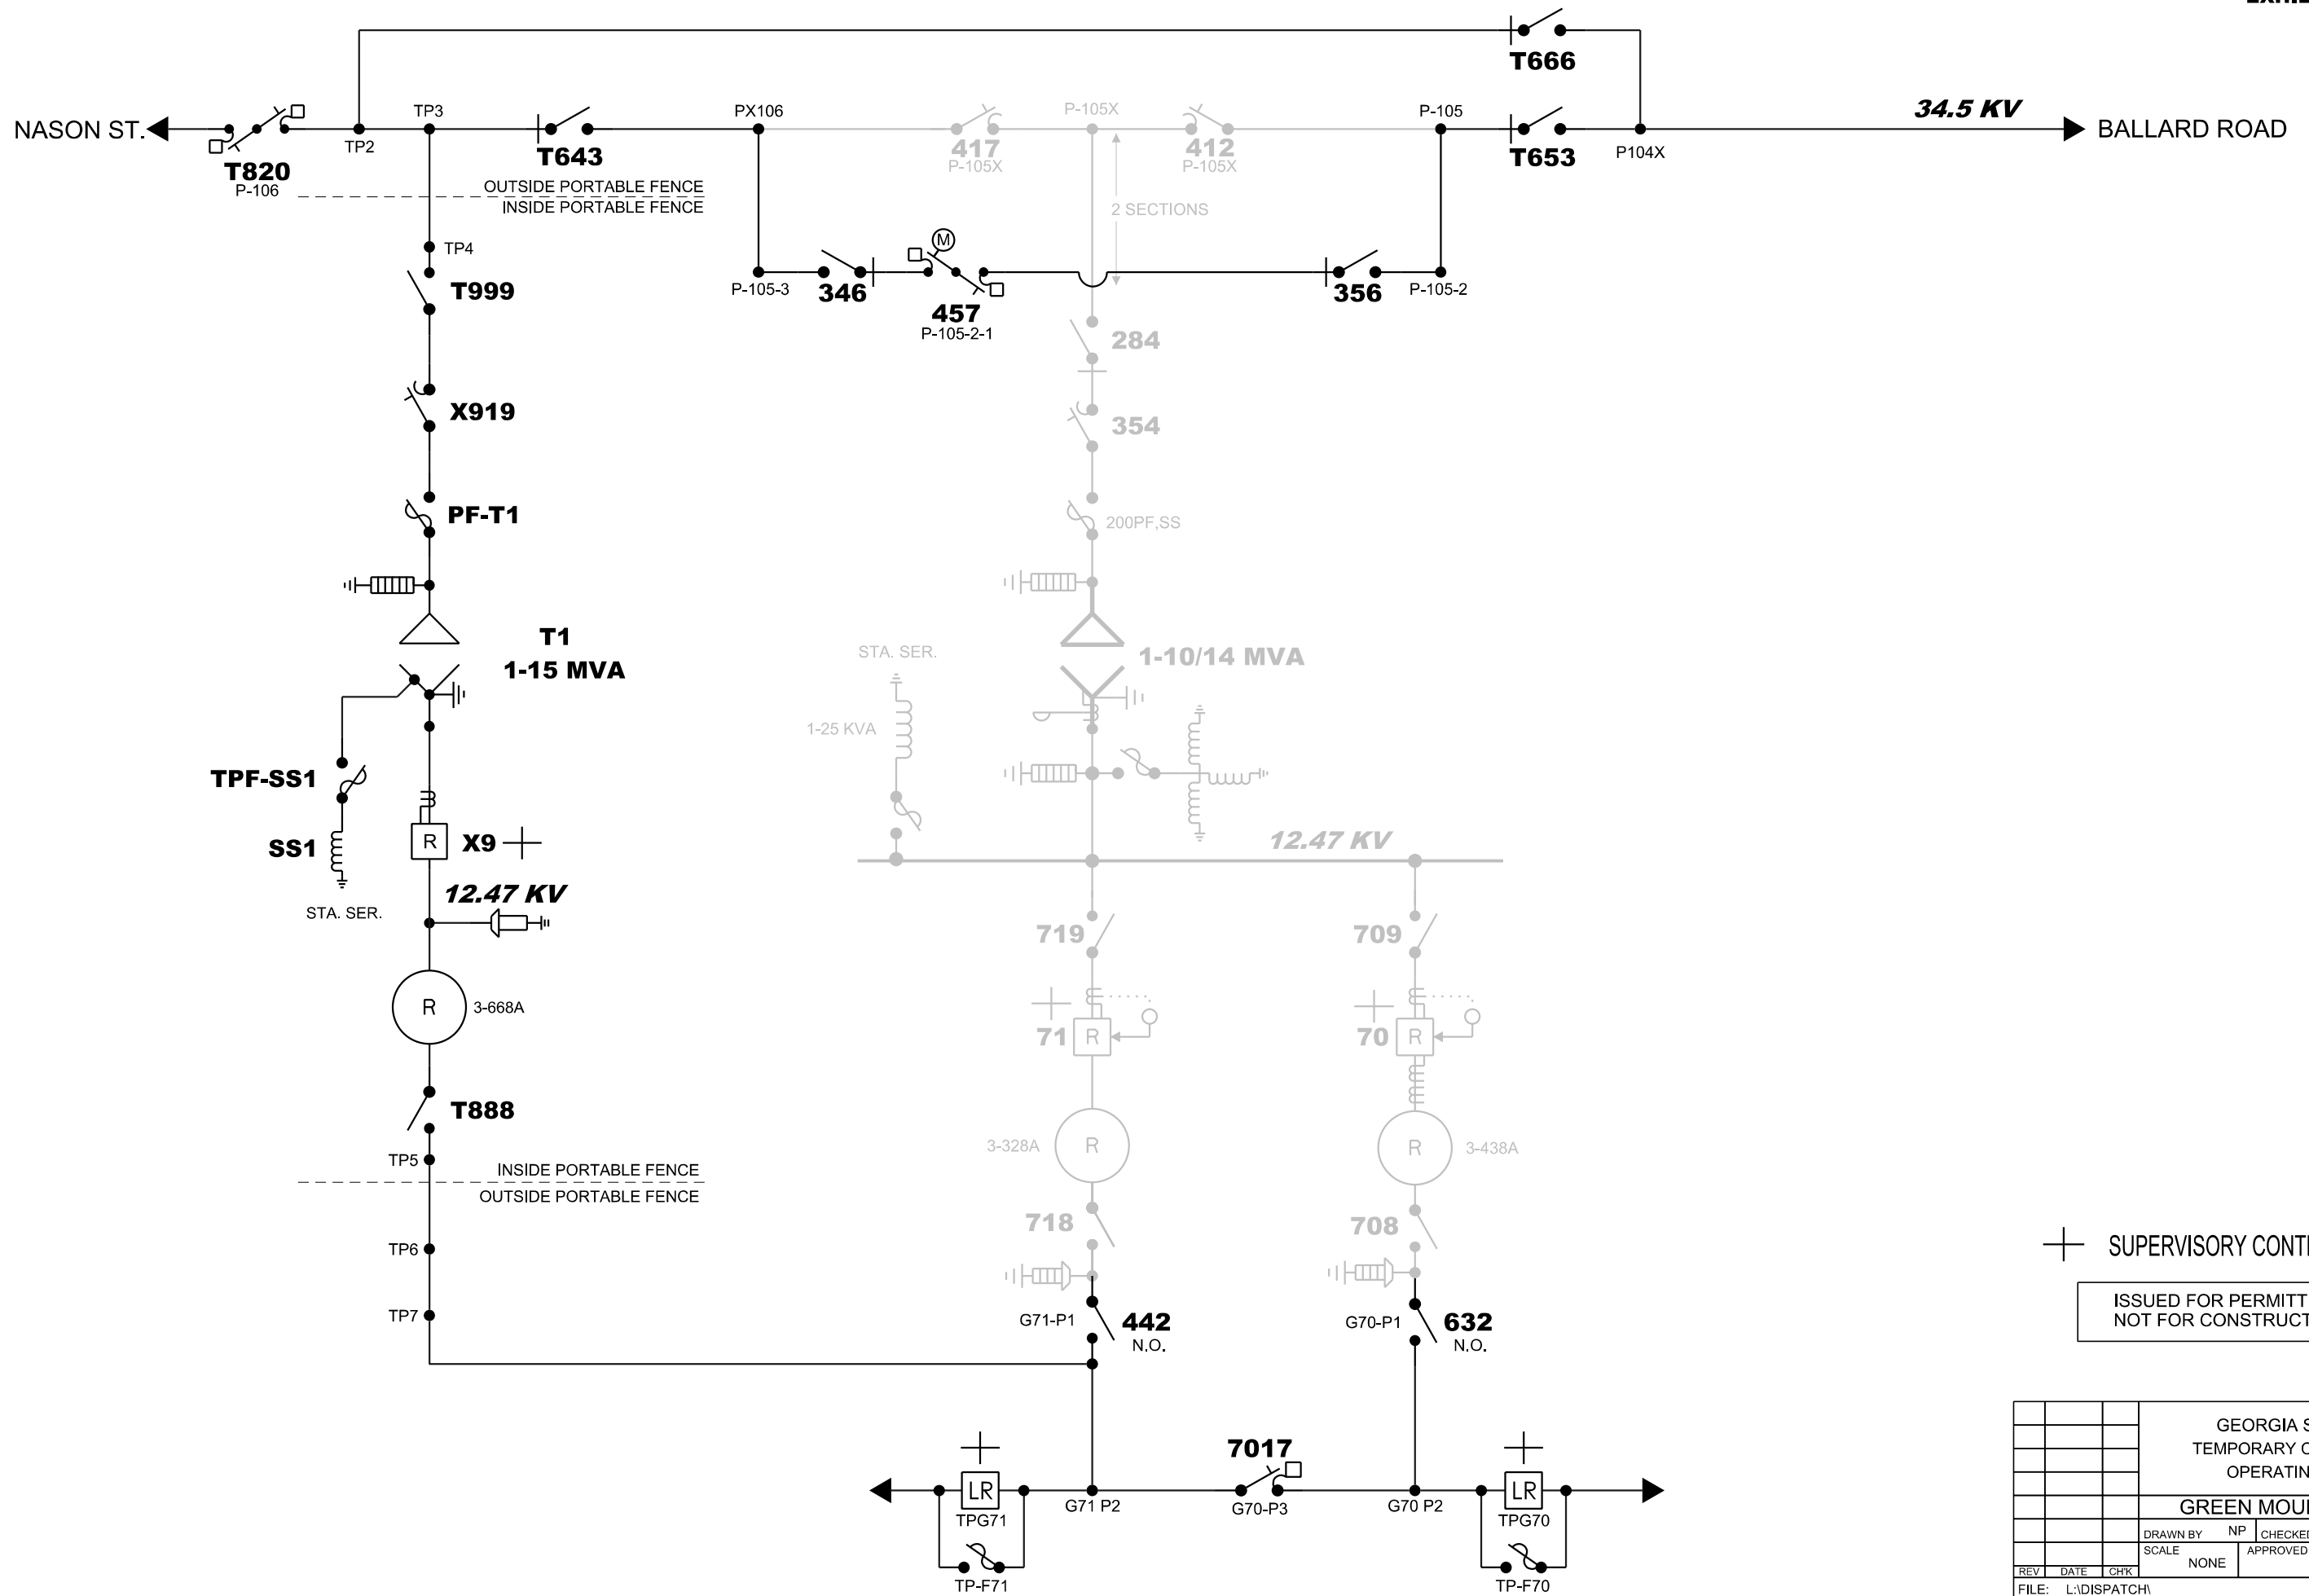 T666
34.5 KV
NASON ST.
BALLARD ROAD
TP3
PX106
P-105X
P-105
TP2
T820
P-106
T643
417
P-105X
412
P-105X
T653
P104X
OUTSIDE PORTABLE FENCE
INSIDE PORTABLE FENCE
2 SECTIONS
TP4
M
T999
P-105-3
346
457
P-105-2-1
356
P-105-2
284
X919
354
PF-T1
200PF,SS
T1
1-15 MVA
STA. SER.
1-10/14 MVA
1-25 KVA
TPF-SS1
SS1
R
X9
12.47 KV
12.47 KV
STA. SER.
719
709
R
3-668A
71
R
70
R
T888
3-328A
R
R
3-438A
TP5
INSIDE PORTABLE FENCE
OUTSIDE PORTABLE FENCE
718
708
TP6
TP7
G71-P1
442
N.O.
G70-P1
632
N.O.
SUPERVISORY
ISSUED FOR
NOT FOR
7017
LR
TPG71
G71 P2
G70-P3
G70 P2
LR
TPG70
TP-F71
TP-F70
GEORGIA
TEMPORARY
GREEN
DRAWN BY NP
SCALE NONE
APPROVED
REV DATE CH'K
FILE: L:\DISPATCH\